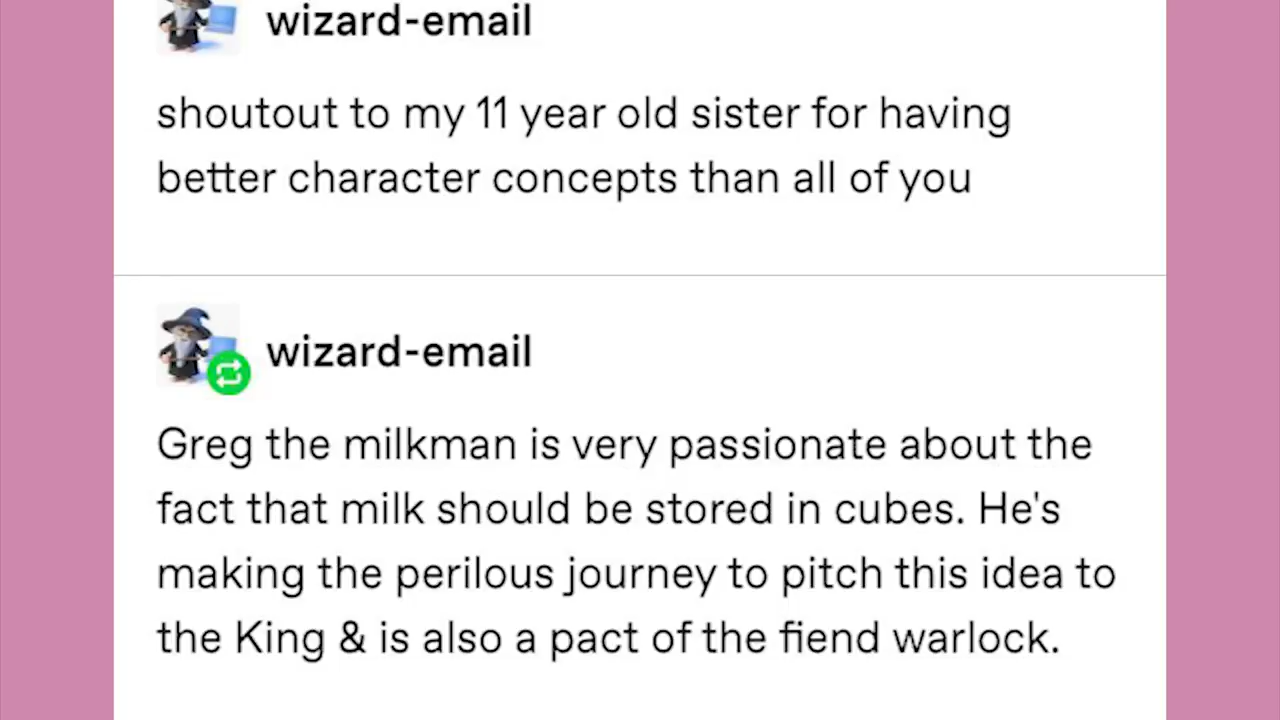 wizard-email
shoutout to my 11 year old sister for having
better character concepts than all of you
wizard-email
Greg the milkman is very passionate about the
fact that milk should be stored in cubes. He's
making the perilous journey to pitch this idea to
the King & is also a pact of the fiend warlock.